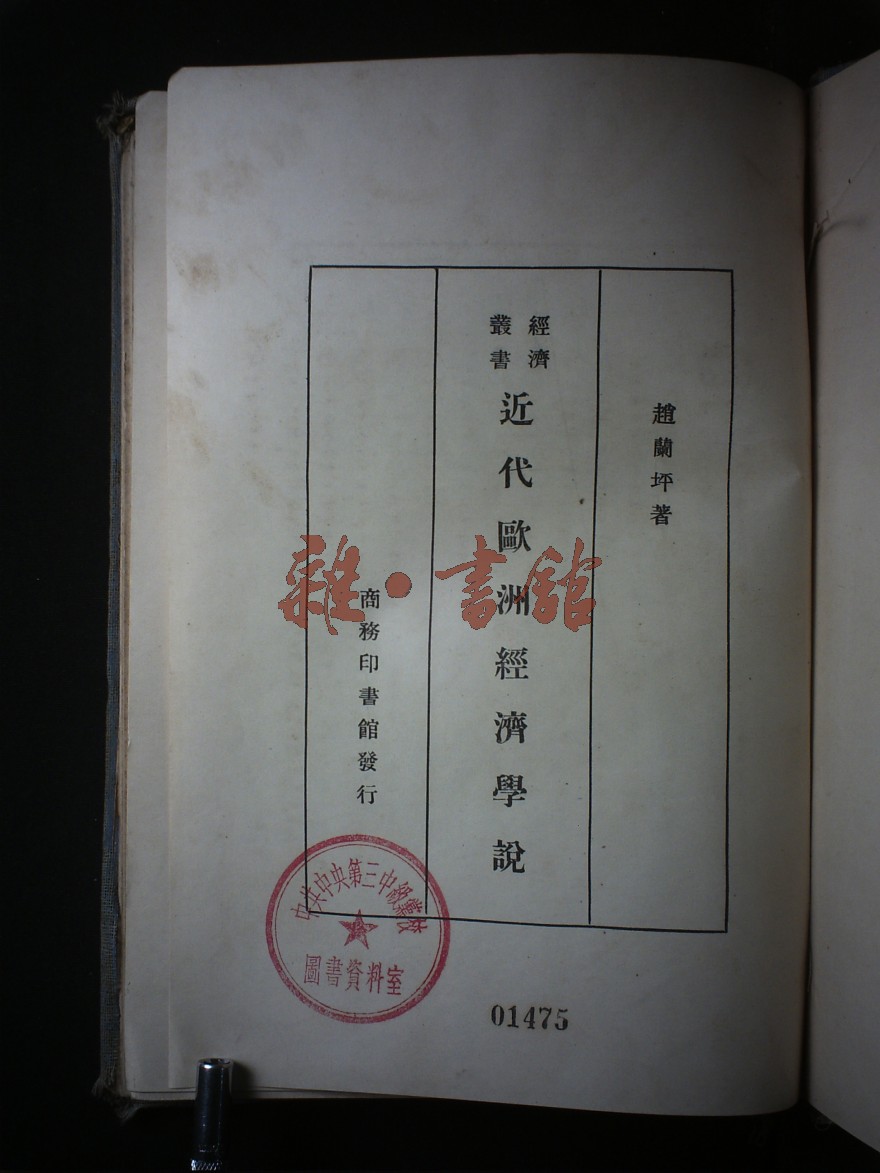 趙蘭坪著
經濟
叢書
近代歐洲經濟學說
商務印書館發行
雜·書館
中共中央第三中級黨校
圖書資料室
01475